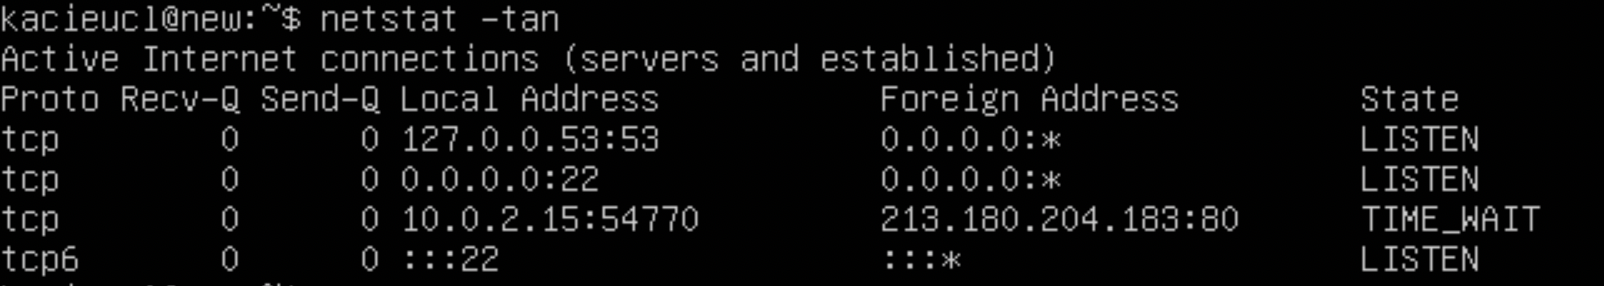 kacieucl@new:~$ netstat -tan
Active Internet connections (servers and established)
Proto Recv-Q Send-Q Local Address           Foreign Address         State
tcp        0      0 127.0.0.53:53           0.0.0.0:*               LISTEN
tcp        0      0 0.0.0.0:22              0.0.0.0:*               LISTEN
tcp        0      0 10.0.2.15:54770         213.180.204.183:80      TIME_WAIT
tcp6       0      0 :::22                   :::*                    LISTEN